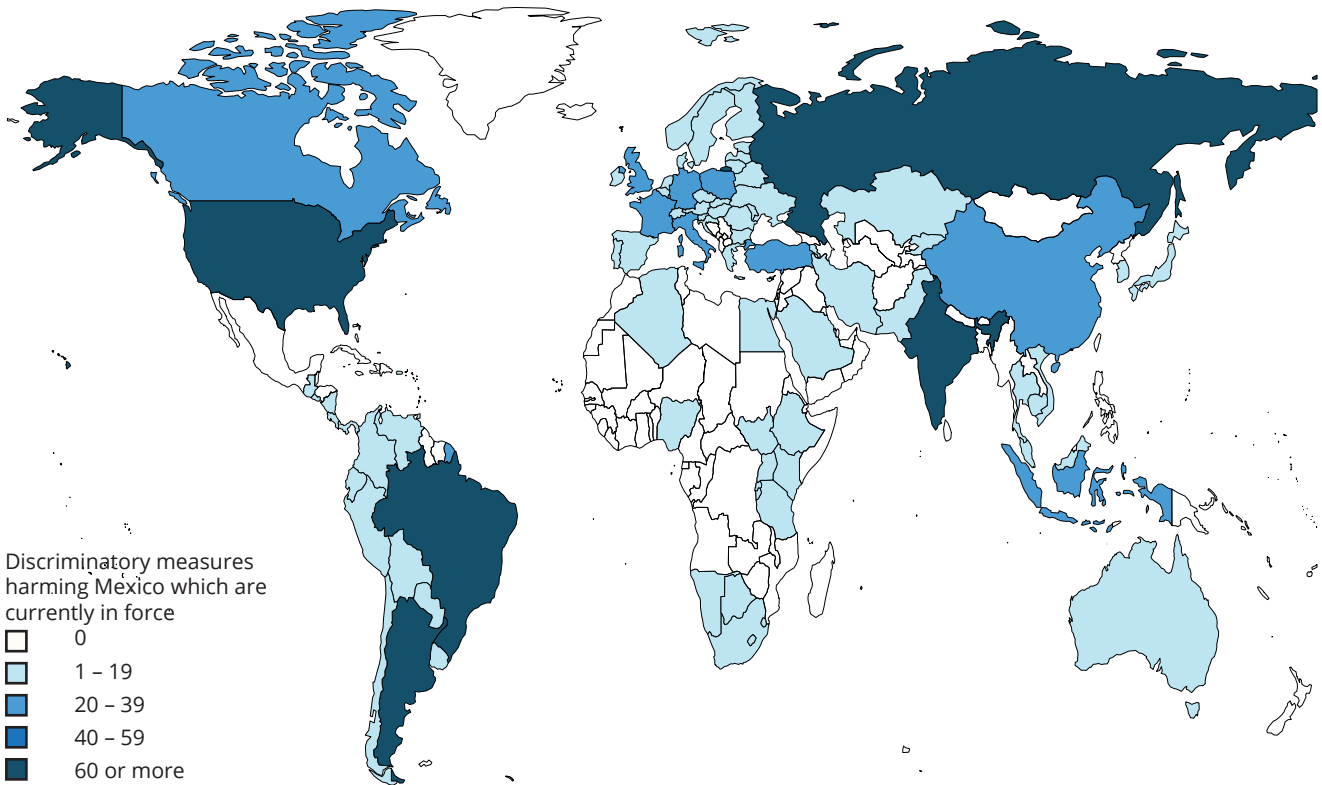 Discriminatory measures
harming Mexico which are
currently in force
0
1 – 19
20 – 39
40 – 59
60 or more